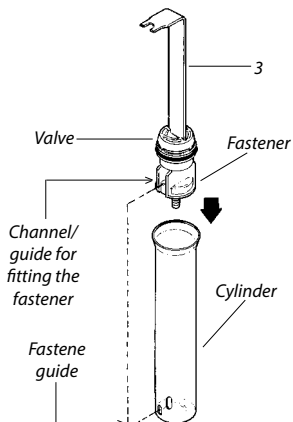 3
Valve
Fastener
Channel/
guide for
fitting the
fastener
Cylinder
Fastene
guide